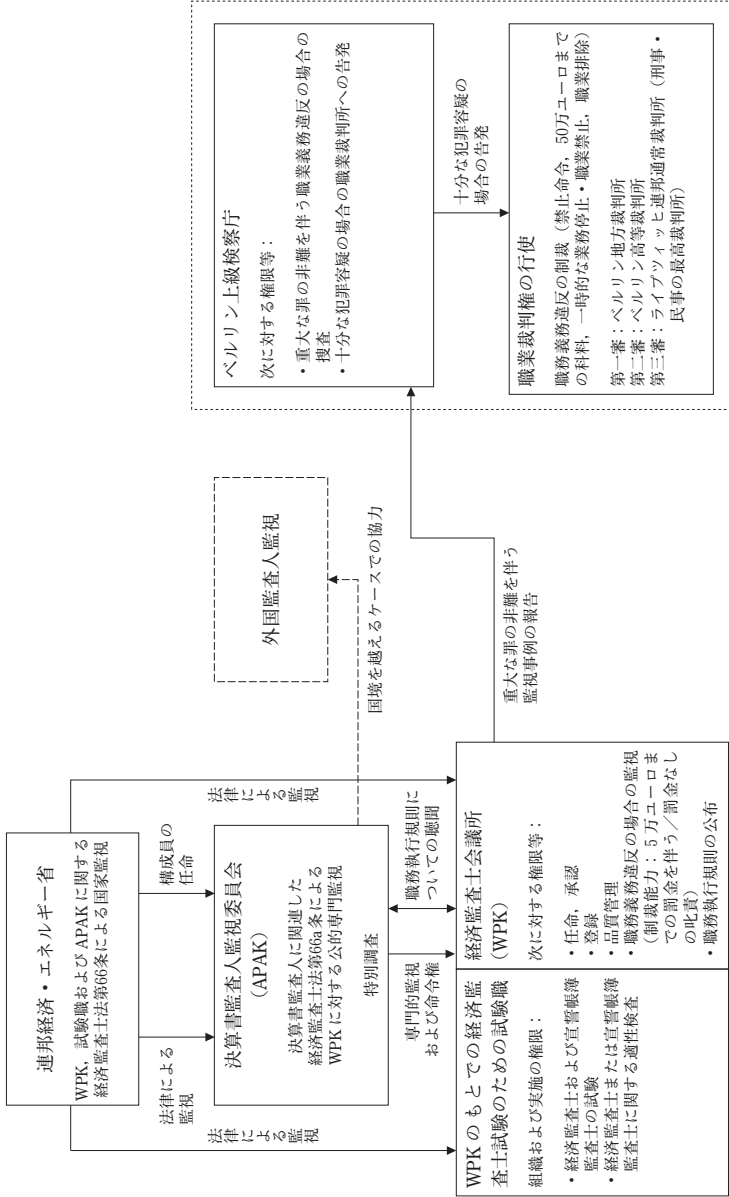 連邦経済・エネルギー省
WPK，試験職および APAK に関する
経済監査士法第66条による国家監視
法律による
監視
法律による
監視
構成員の
任命
法律による
監視
決算書監査人監視委員会
(APAK)
決算書監査人に関連した
経済監査士法第66a条による
WPK に対する公的専門監視
外国監査人監視
国境を越えるケースでの協力
特別調査
専門的監視
および命令権
職務執行規則に
ついての聴聞
WPK のもとでの経済監
査士試験のための試験職
組織および実施の権限：
・経済監査士および宣誓帳簿
監査士の試験
・経済監査士または宣誓帳簿
監査士に関する適性検査
経済監査士会議所
(WPK)
次に対する権限等：
・任命，承認
・登録
・品質管理
・職務義務違反の場合の監視
（制裁能力：５万ユーロま
での罰金を伴う／罰金なし
の叱責）
・職務執行規則の公布
重大な罪の非難を伴う
監視事例の報告
ベルリン上級検察庁
次に対する権限等：
・重大な罪の非難を伴う職業義務違反の場合の
捜査
・十分な犯罪容疑の場合の職業裁判所への告発
十分な犯罪容疑の
場合の告発
職業裁判権の行使
職務義務違反の制裁（禁止命令，50万ユーロまで
の科料，一時的な業務停止・職業禁止，職業排除）
第一審：ベルリン地方裁判所
第二審：ベルリン高等裁判所
第三審：ライプツィッヒ連邦通常裁判所（刑事・
民事の最高裁判所）